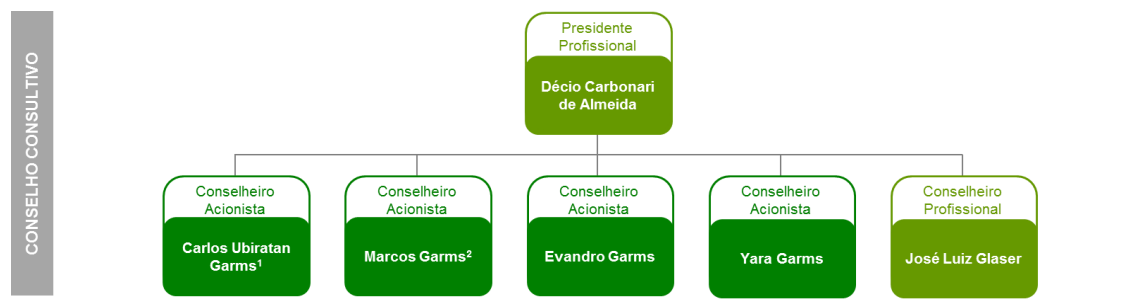 CONSELHO CONSULTIVO
Presidente
Profissional
Décio Carbonari
de Almeida
Conselheiro
Acionista
Carlos Ubiratan
Garms¹
Conselheiro
Acionista
Marcos Garms²
Conselheiro
Acionista
Evandro Garms
Conselheiro
Acionista
Yara Garms
Conselheiro
Profissional
José Luiz Glaser